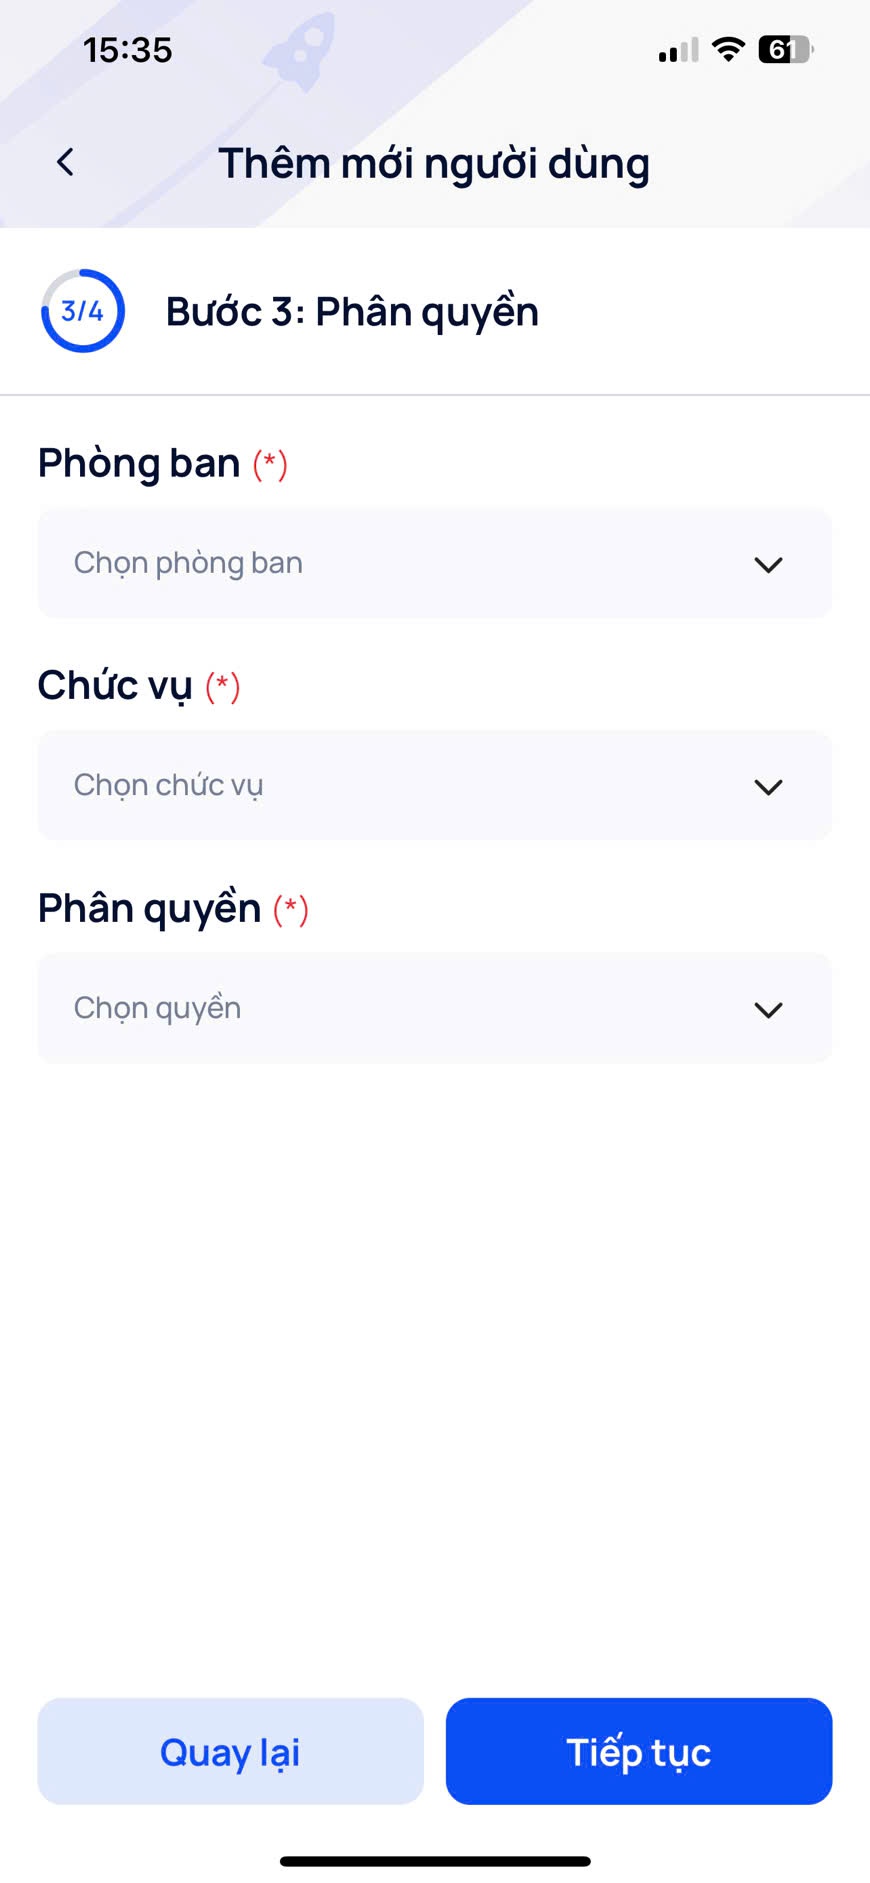 15:35
61
Thêm mới người dùng
3/4
Bước 3: Phân quyền
Phòng ban (*)
Chọn phòng ban
Chức vụ (*)
Chọn chức vụ
Phân quyền (*)
Chọn quyền
Quay lại
Tiếp tục